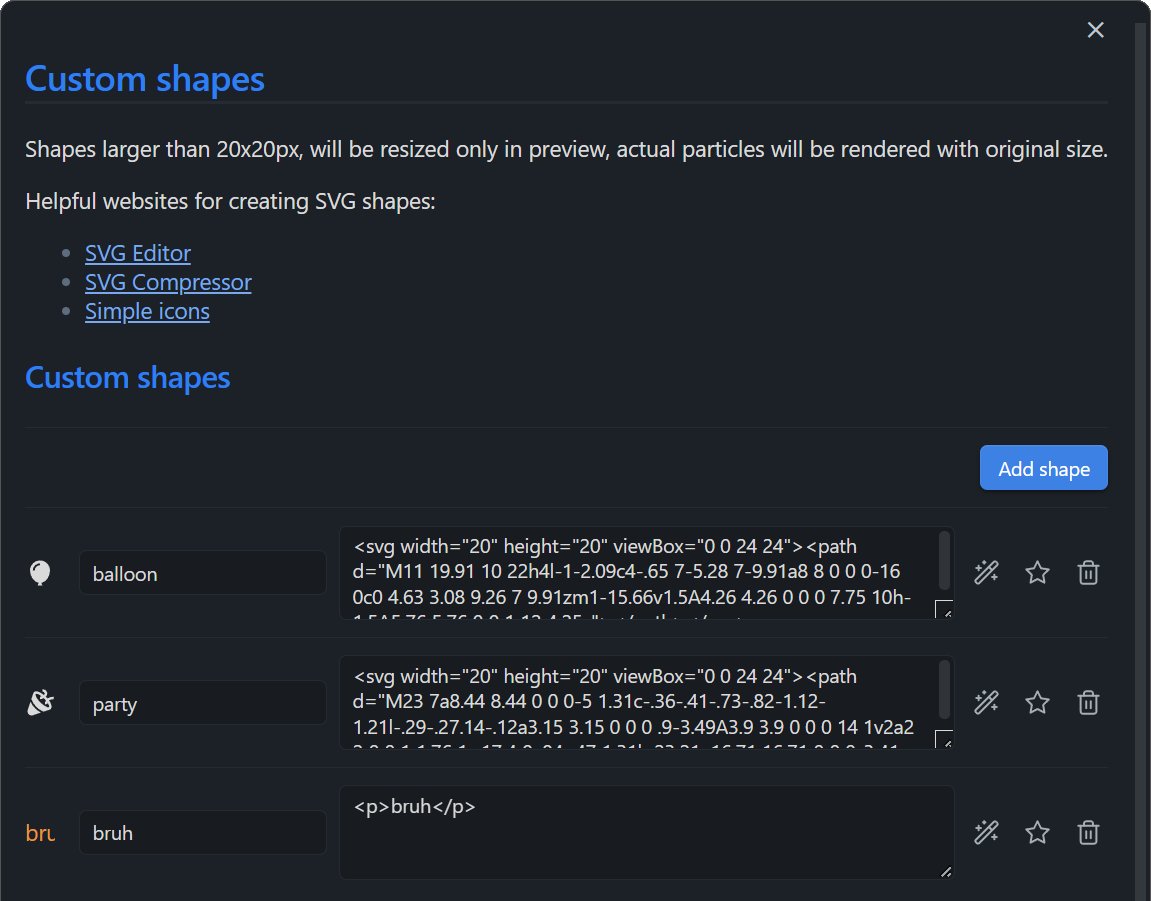 Custom shapes
Shapes larger than 20x20px, will be resized only in preview, actual particles will be rendered with original size.
Helpful websites for creating SVG shapes:
SVG Editor
SVG Compressor
Simple icons
Custom shapes
Add shape
balloon
<svg width="20" height="20" viewBox="0 0 24 24"><path
d="M11 19.91 10 22h4l-1-2.09c4-.65 7-5.28 7-9.91a8 8 0 0 0-16
0c0 4.63 3.08 9.26 7 9.91zm1-15.66v1.5A4.26 4.26 0 0 0 7.75 10h-
party
<svg width="20" height="20" viewBox="0 0 24 24"><path
d="M23 7a8.44 8.44 0 0 0-5 1.31c-.36-.41-.73-.82-1.12-
1.21l-.29-.27.14-.12a3.15 3.15 0 0 0 .9-3.49A3.9 3.9 0 0 0 14 1v2a2
bru
bruh
<p>bruh</p>